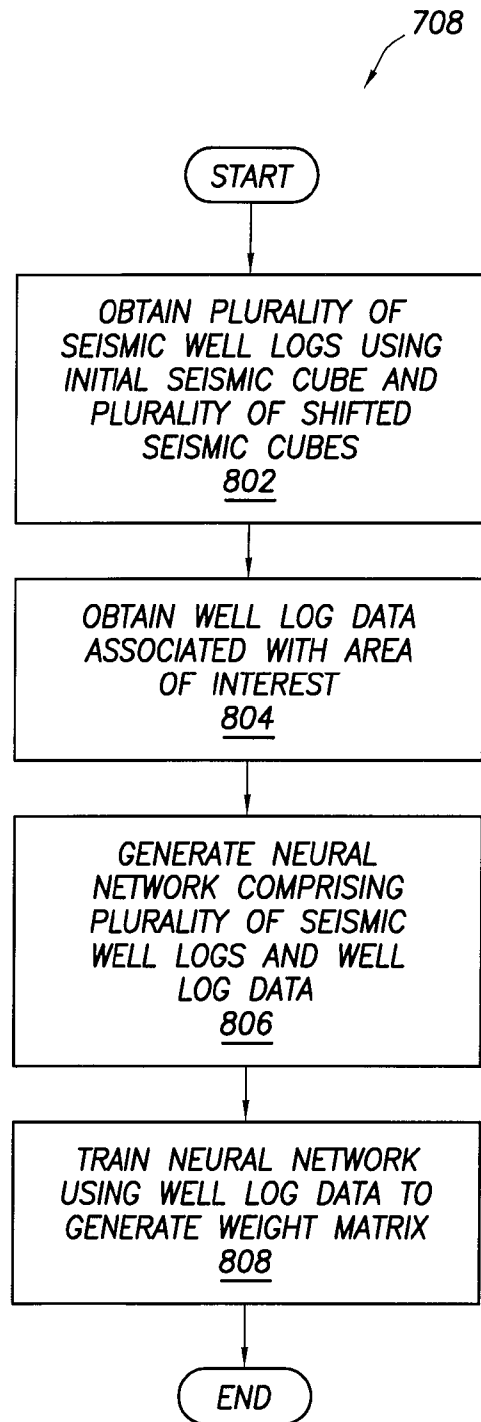 708
START
OBTAIN PLURALITY OF
SEISMIC WELL LOGS USING
INITIAL SEISMIC CUBE AND
PLURALITY OF SHIFTED
SEISMIC CUBES
802
OBTAIN WELL LOG DATA
ASSOCIATED WITH AREA
OF INTEREST
804
GENERATE NEURAL
NETWORK COMPRISING
PLURALITY OF SEISMIC
WELL LOGS AND WELL
LOG DATA
806
TRAIN NEURAL NETWORK
USING WELL LOG DATA TO
GENERATE WEIGHT MATRIX
808
END